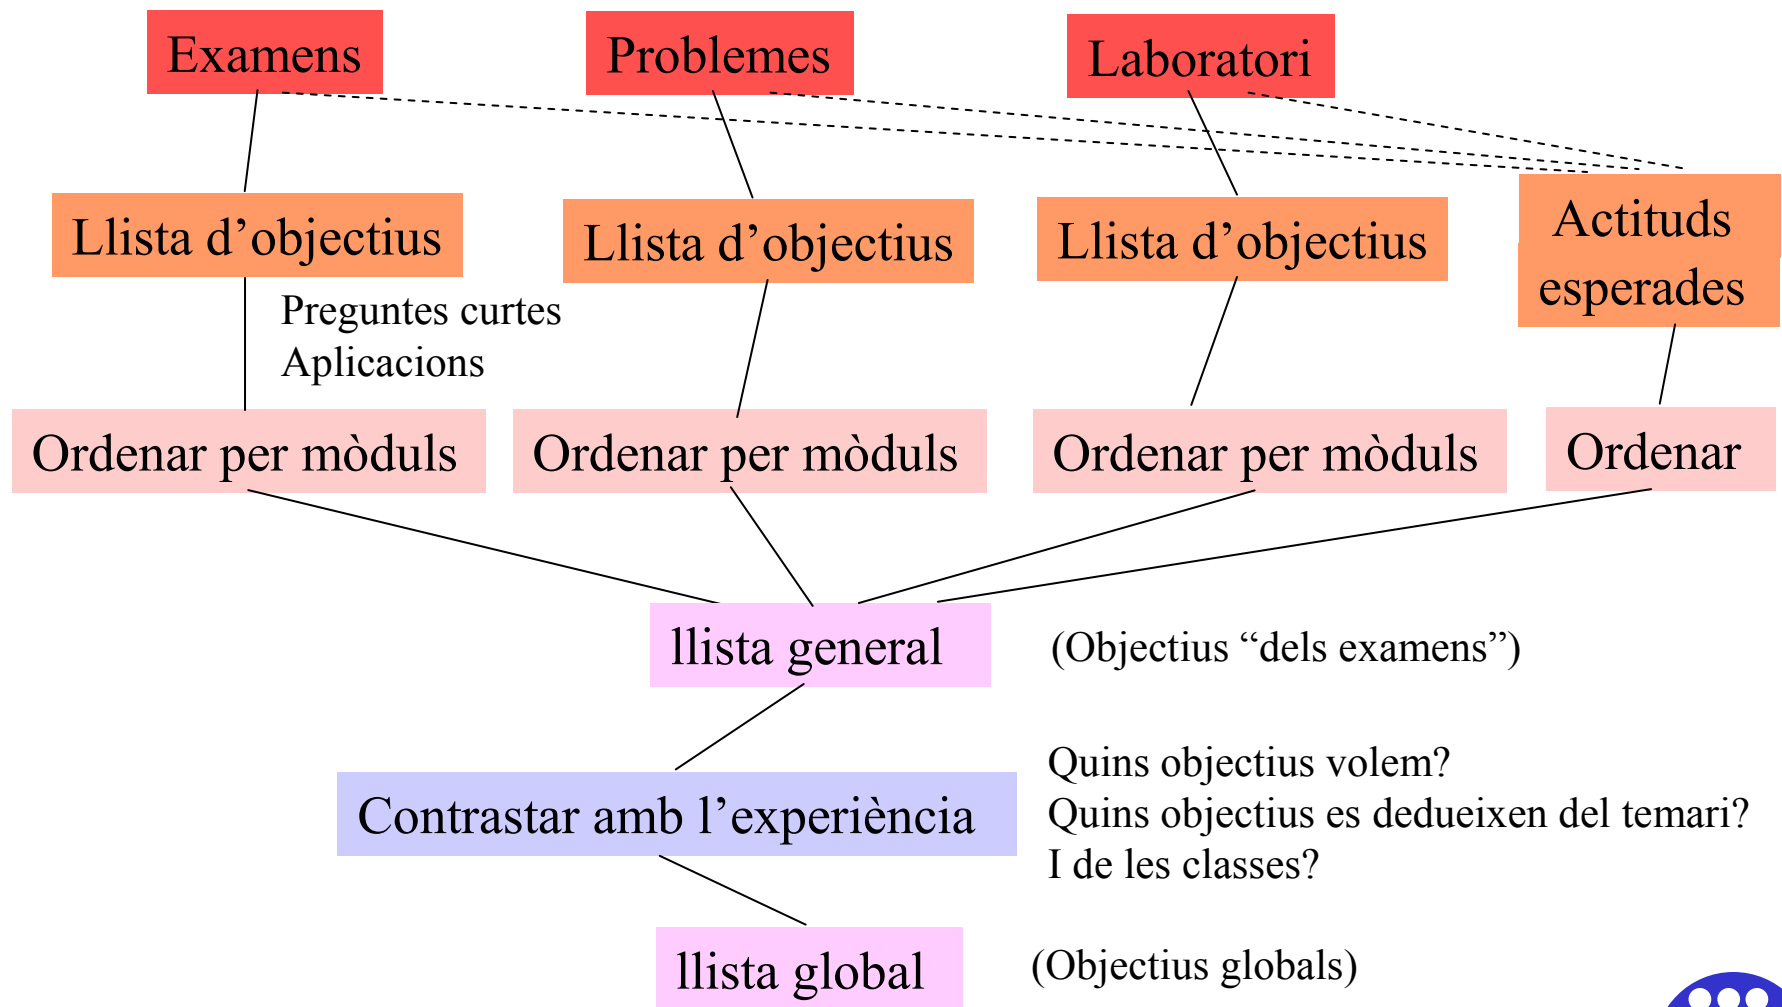 Examens
Problemes
Laboratori
Llista d’objectius
Llista d’objectius
Llista d’objectius
Actituds
esperades
Preguntes curtes
Aplicacions
Ordenar per mòduls
Ordenar per mòduls
Ordenar per mòduls
Ordenar
llista general
(Objectius “dels examens”)
Contrastar amb l’experiència
Quins objectius volem?
Quins objectius es dedueixen del temari?
I de les classes?
llista global
(Objectius globals)